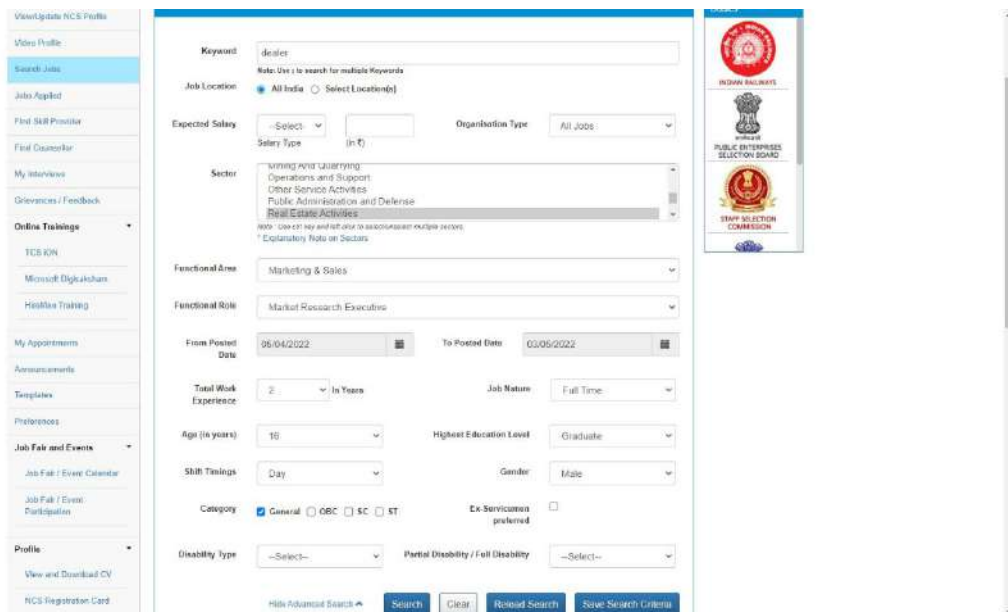 View/Update NCS Profile
Video Profile
Search Jobs
Jobs Applied
Find Skill Provider
Find Counsellor
My Interviews
Grievances / Feedback
Online Trainings
TCS ION
Microsoft Digisaksham
HireMee Training
My Appointments
Announcements
Templates
Preferences
Job Fair and Events
Job Fair / Event Calendar
Job Fair / Event
Participation
Profile
View and Download CV
NCS Registration Card
Keyword
dealer
Note: Use ; to search for multiple Keywords
Job Location
All India
Select Location(s)
Expected Salary
--Select-
Salary Type
(In ₹)
Organisation Type
All Jobs
Sector
Mining And Quarrying
Operations and Support
Other Service Activities
Public Administration and Defense
Real Estate Activities
Note : Use ctrl key and left click to select/deselect multiple sectors.
* Explanatory Note on Sectors
Functional Area
Marketing & Sales
Functional Role
Market Research Executive
From Posted
Date
05/04/2022
To Posted Date
03/05/2022
Total Work
Experience
2
In Years
Job Nature
Full Time
Age (in years)
16
Highest Education Level
Graduate
Shift Timings
Day
Gender
Male
Category
General
OBC
SC
ST
Ex-Servicemen
preferred
Disability Type
--Select--
Partial Disability / Full Disability
--Select--
Hide Advanced Search
Search
Clear
Reload Search
Save Search Criteria
INDIAN RAILWAYS
PUBLIC ENTERPRISES
SELECTION BOARD
STAFF SELECTION
COMMISSION